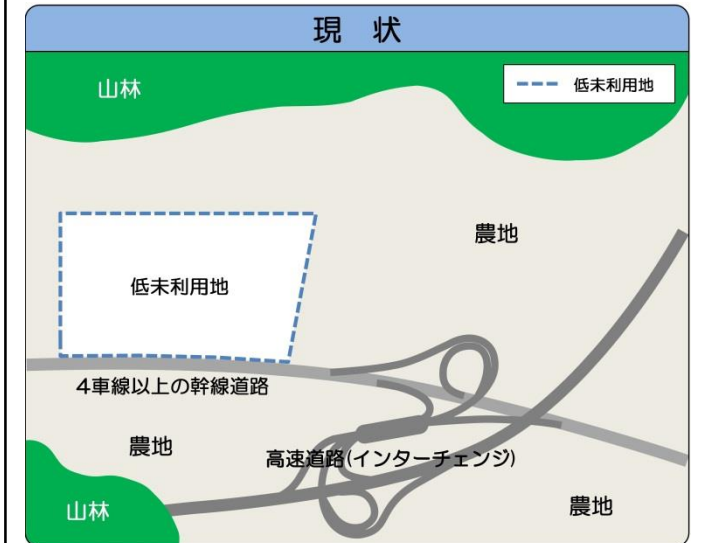 現 状
山林
低未利用地
農地
低未利用地
4車線以上の幹線道路
農地
高速道路(インターチェンジ)
山林
農地